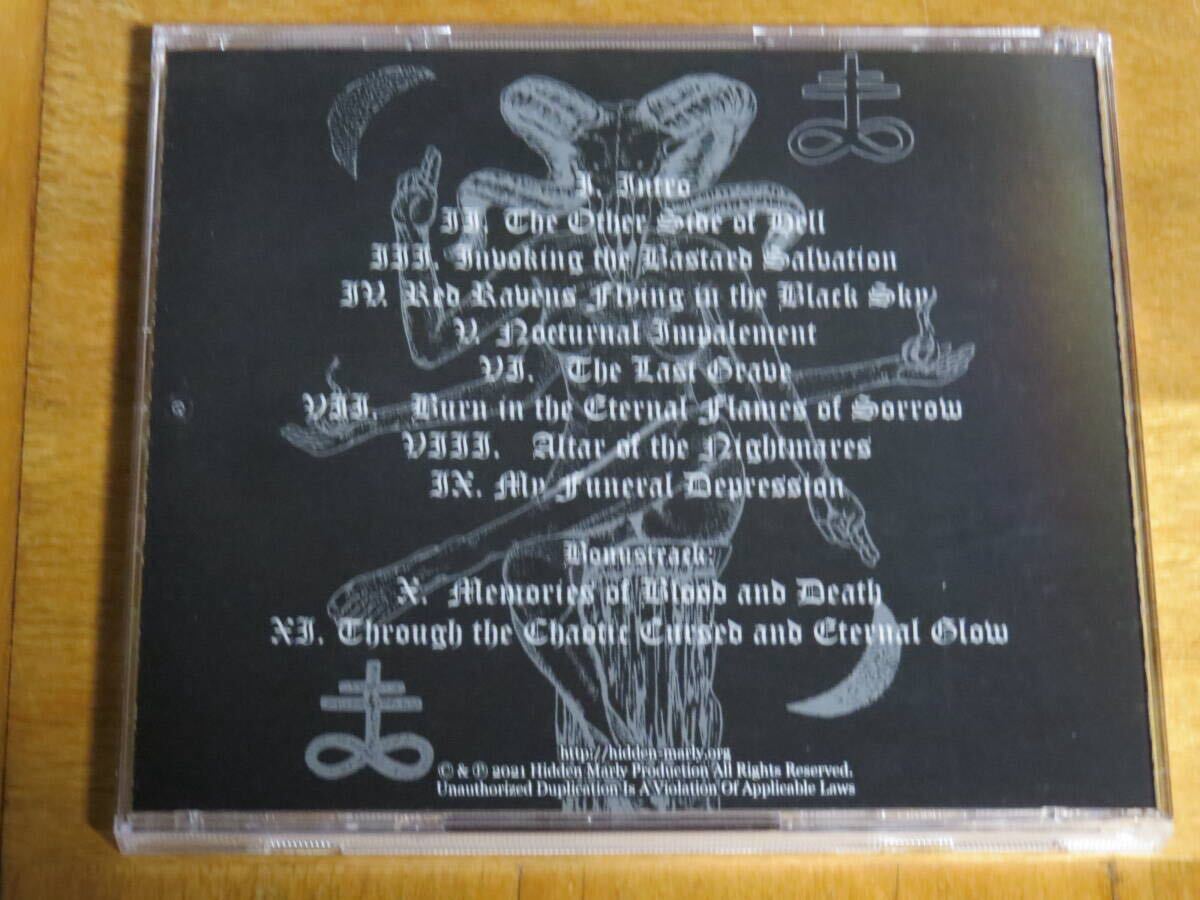 I. Intro
II. The Other Side of Hell
III. Invoking the Bastard Salvation
IV. Red Ravens Flying in the Black Sky
V. Nocturnal Impalement
VI. The Last Grave
VII. Burn in the Eternal Flames of Sorrow
VIII. Altar of the Nightmares
IX. My Funeral Depression
Bonustrack:
X. Memories of Blood and Death
XI. Through the Chaotic Cursed and Eternal Glow
http://hidden-marly.org
© & ℗ 2021 Hidden Marly Production All Rights Reserved.
Unauthorized Duplication Is A Violation Of Applicable Laws